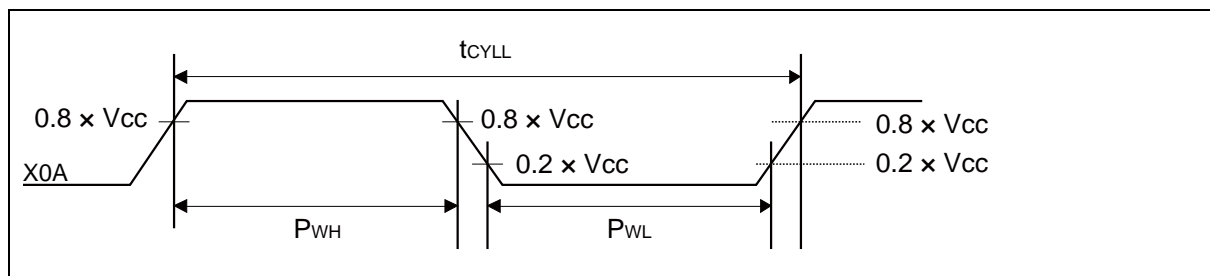 tCYLL
0.8 × Vcc
0.8 × Vcc
0.8 × Vcc
0.2 × Vcc
0.2 × Vcc
X0A
PWH
PWL